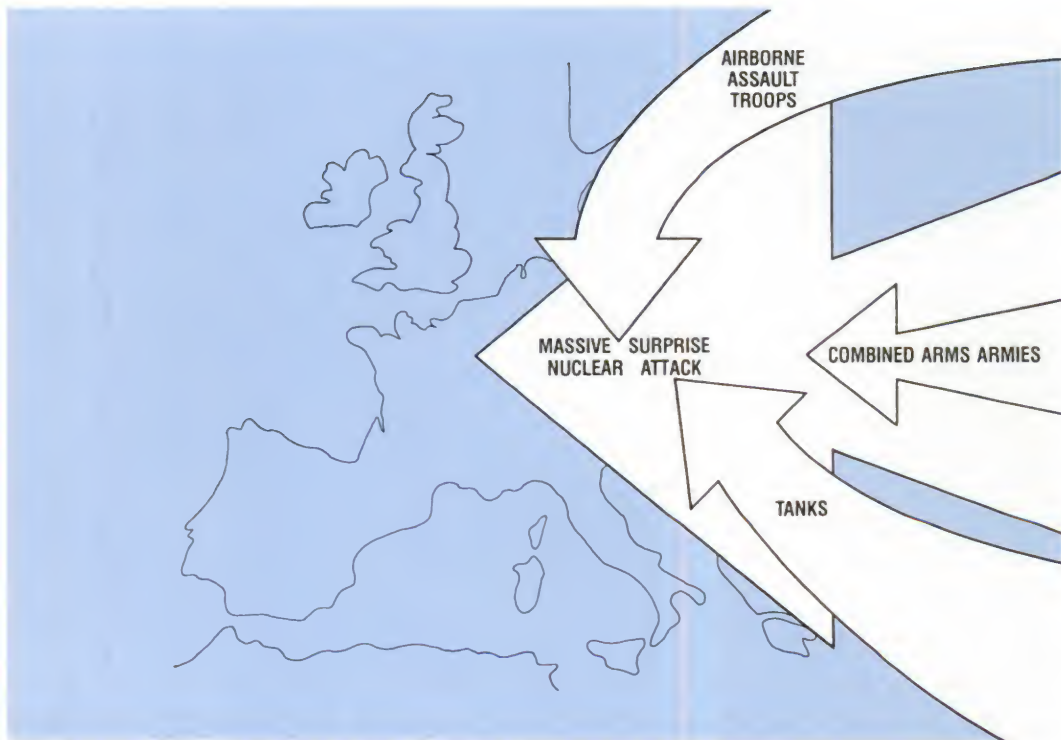 AIRBORNE
ASSAULT
TROOPS
MASSIVE SURPRISE
NUCLEAR ATTACK
COMBINED ARMS ARMIES
TANKS